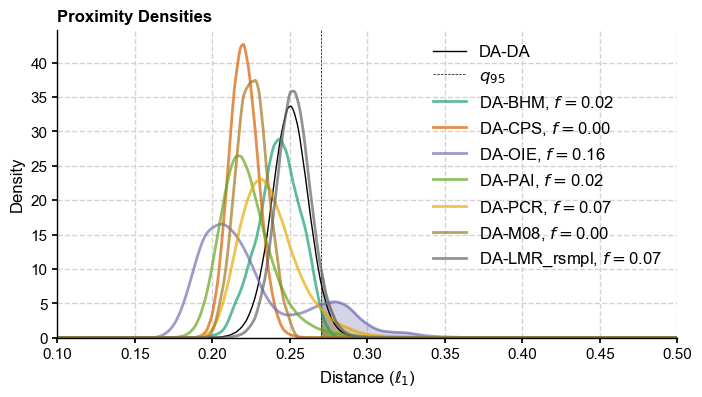 Proximity Densities
Density
40
35
30
25
20
15
10
5
0
DA-DA
q₉₅
DA-BHM, f = 0.02
DA-CPS, f = 0.00
DA-OIE, f = 0.16
DA-PAI, f = 0.02
DA-PCR, f = 0.07
DA-M08, f = 0.00
DA-LMR_rsmpl, f = 0.07
0.10 0.15 0.20 0.25 0.30 0.35 0.40 0.45 0.50
Distance (ℓ₁)